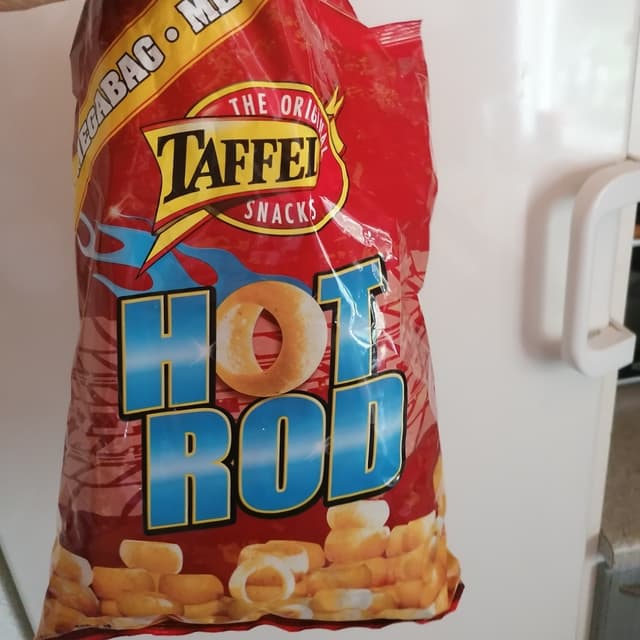 MEGABAG •
THE ORIGINAL
TAFFEL
SNACKS
HOT
ROD